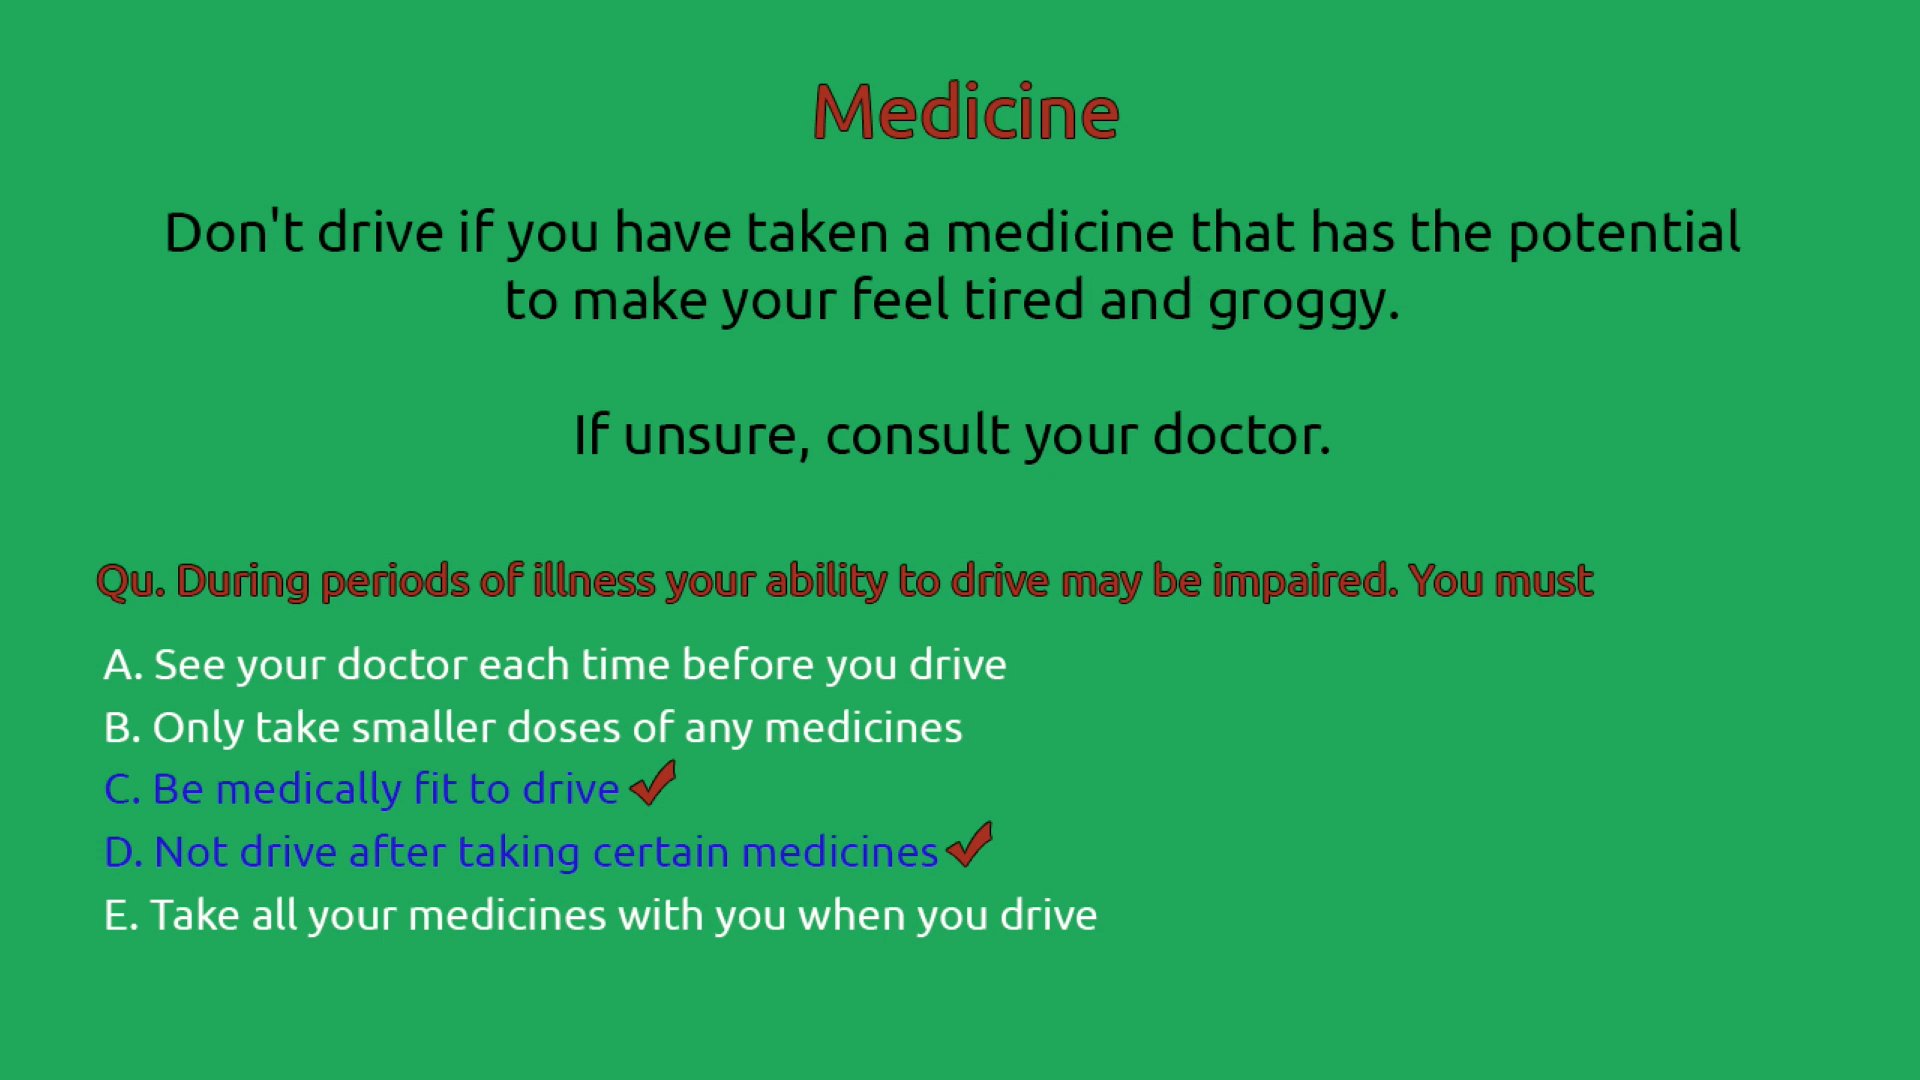 Medicine
Don't drive if you have taken a medicine that has the potential
to make your feel tired and groggy.
If unsure, consult your doctor.
Qu. During periods of illness your ability to drive may be impaired. You must
A. See your doctor each time before you drive
B. Only take smaller doses of any medicines
C. Be medically fit to drive
D. Not drive after taking certain medicines
E. Take all your medicines with you when you drive